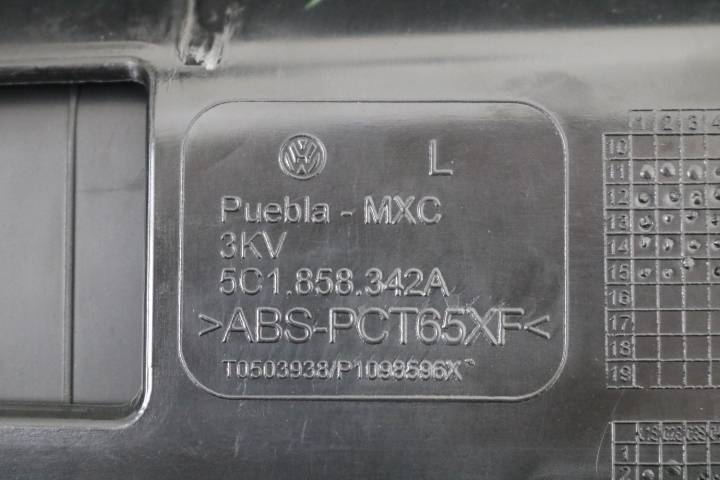 VW L
Puebla - MXC
3KV
5C1.858.342A
>ABS-PCT65XF<
T0503938/P1098596X
1 2 3 4
10
11
12
13
14
15
16
17
18
19
1
2